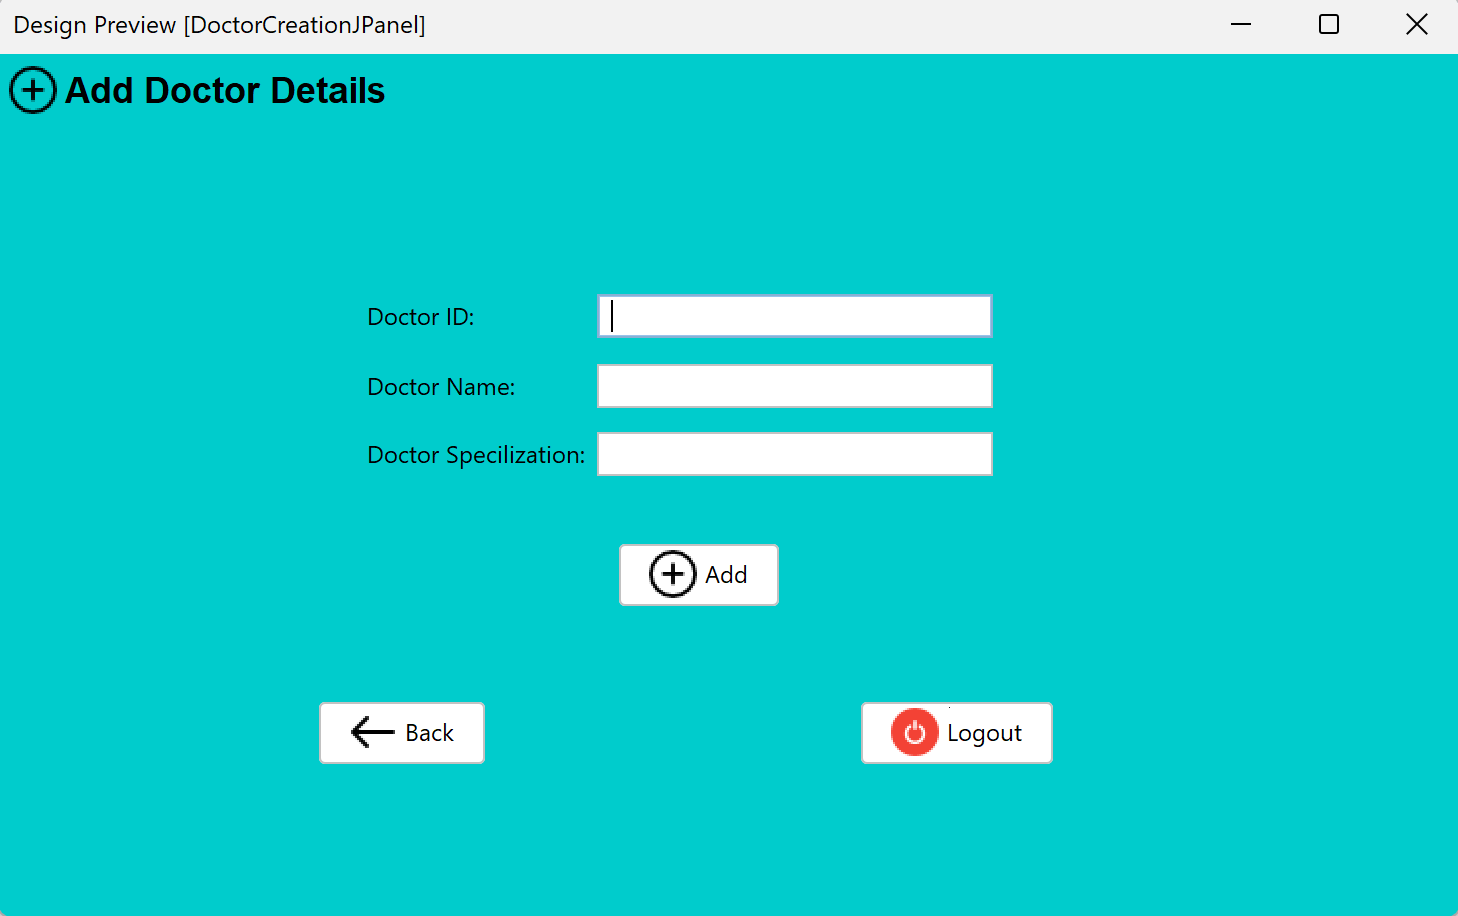 Design Preview [DoctorCreationJPanel]
Add Doctor Details
Doctor ID:
Doctor Name:
Doctor Specilization:
Add
Back
Logout